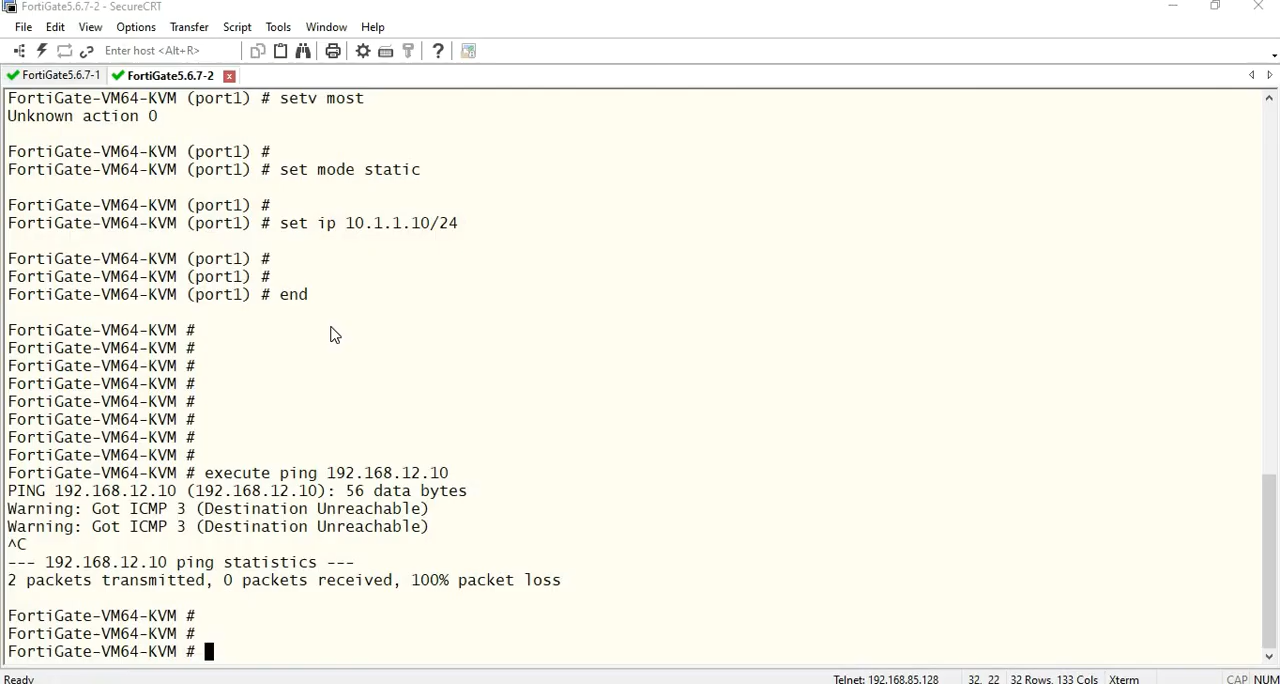 FortiGate5.6.7-2 - SecureCRT
File Edit View Options Transfer Script Tools Window Help
Enter host <Alt+R>
FortiGate5.6.7-1 FortiGate5.6.7-2
FortiGate-VM64-KVM (port1) # setv most
Unknown action 0
FortiGate-VM64-KVM (port1) #
FortiGate-VM64-KVM (port1) # set mode static
FortiGate-VM64-KVM (port1) #
FortiGate-VM64-KVM (port1) # set ip 10.1.1.10/24
FortiGate-VM64-KVM (port1) #
FortiGate-VM64-KVM (port1) #
FortiGate-VM64-KVM (port1) # end
FortiGate-VM64-KVM #
FortiGate-VM64-KVM #
FortiGate-VM64-KVM #
FortiGate-VM64-KVM #
FortiGate-VM64-KVM #
FortiGate-VM64-KVM #
FortiGate-VM64-KVM #
FortiGate-VM64-KVM #
FortiGate-VM64-KVM # execute ping 192.168.12.10
PING 192.168.12.10 (192.168.12.10): 56 data bytes
Warning: Got ICMP 3 (Destination Unreachable)
Warning: Got ICMP 3 (Destination Unreachable)
^C
--- 192.168.12.10 ping statistics ---
2 packets transmitted, 0 packets received, 100% packet loss
FortiGate-VM64-KVM #
FortiGate-VM64-KVM #
FortiGate-VM64-KVM #
Ready Telnet: 192.168.85.128 32, 22 32 Rows, 133 Cols Xterm CAP NUM